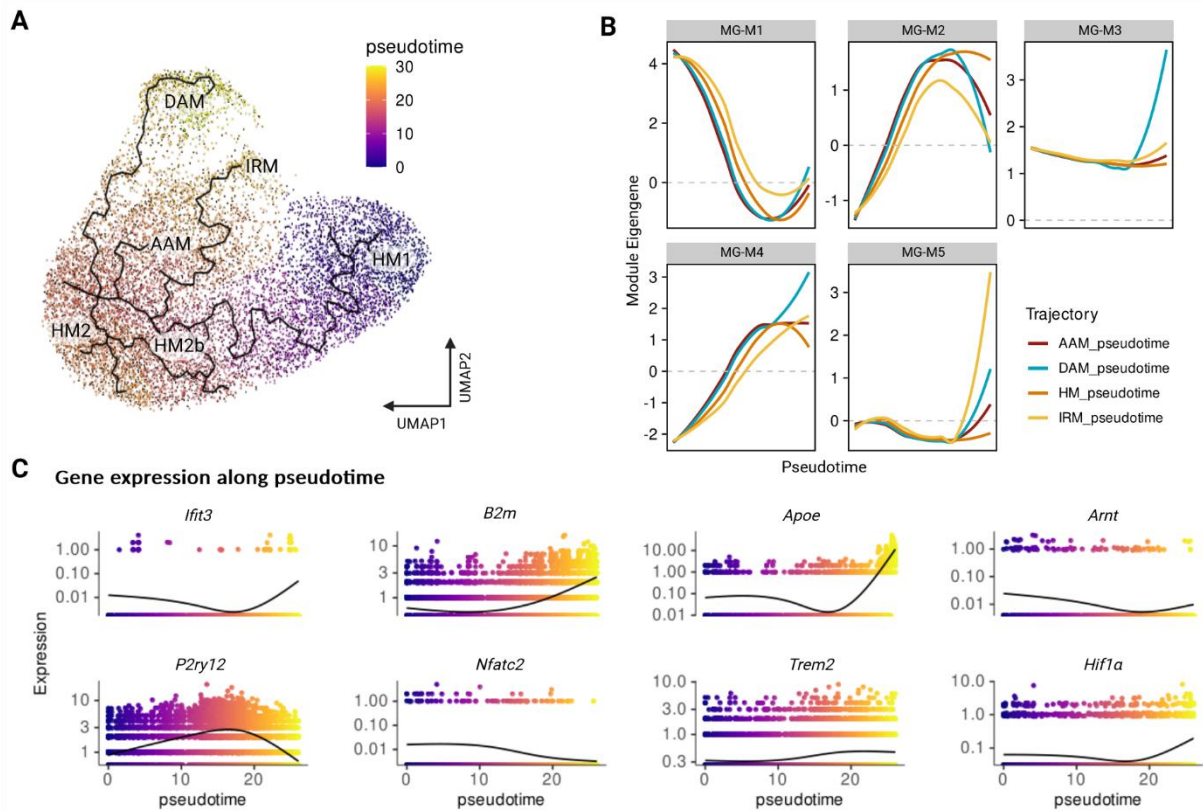 A
pseudotime
30
20
10
0
DAM
IRM
AAM
HM1
HM2
HM2b
UMAP2
UMAP1
B
MG-M1
MG-M2
MG-M3
4
2
0
1
0
-1
3
2
1
0
MG-M4
MG-M5
3
2
1
0
-1
-2
3
2
1
0
Module Eigengene
Pseudotime
Trajectory
AAM_pseudotime
DAM_pseudotime
HM_pseudotime
IRM_pseudotime
C Gene expression along pseudotime
Ifit3
B2m
Apoe
Arnt
1.00
0.10
0.01
10
3
1
10.00
1.00
0.10
0.01
1.00
0.10
0.01
Expression
P2ry12
Nfatc2
Trem2
Hif1α
10
3
1
1.00
0.10
0.01
10.0
3.0
1.0
0.3
10.0
1.0
0.1
0 10 20
0 10 20
0 10 20
0 10 20
pseudotime
pseudotime
pseudotime
pseudotime